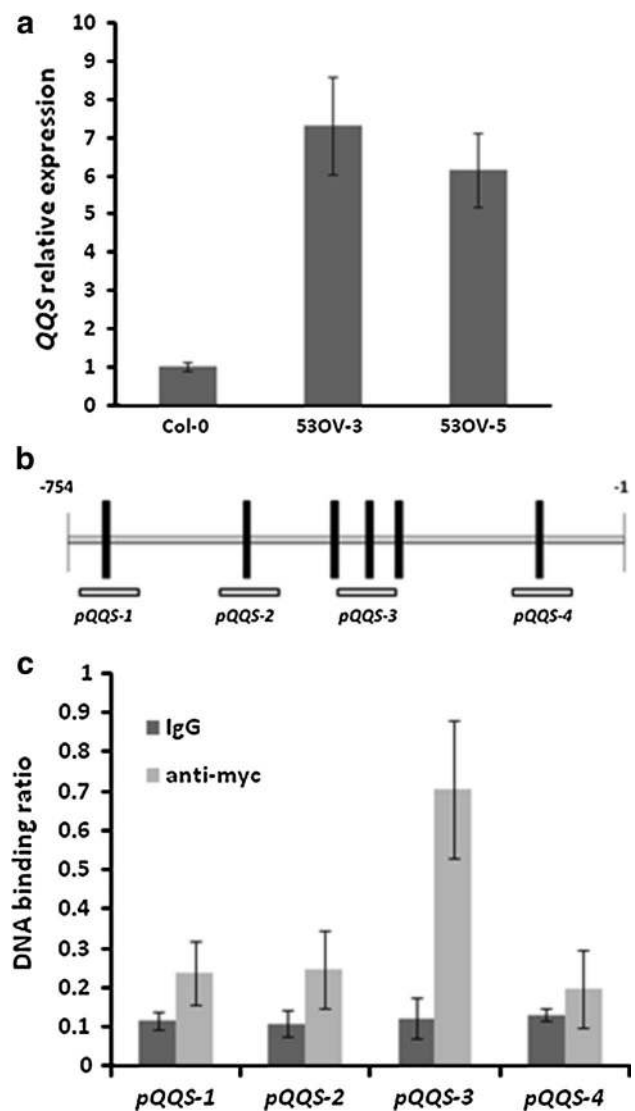 a
QQS relative expression
10
9
8
7
6
5
4
3
2
1
0
Col-0 53OV-3 53OV-5
b
-754 -1
pQQS-1 pQQS-2 pQQS-3 pQQS-4
c
DNA binding ratio
1
0.9
0.8
0.7
0.6
0.5
0.4
0.3
0.2
0.1
0
IgG
anti-myc
pQQS-1 pQQS-2 pQQS-3 pQQS-4